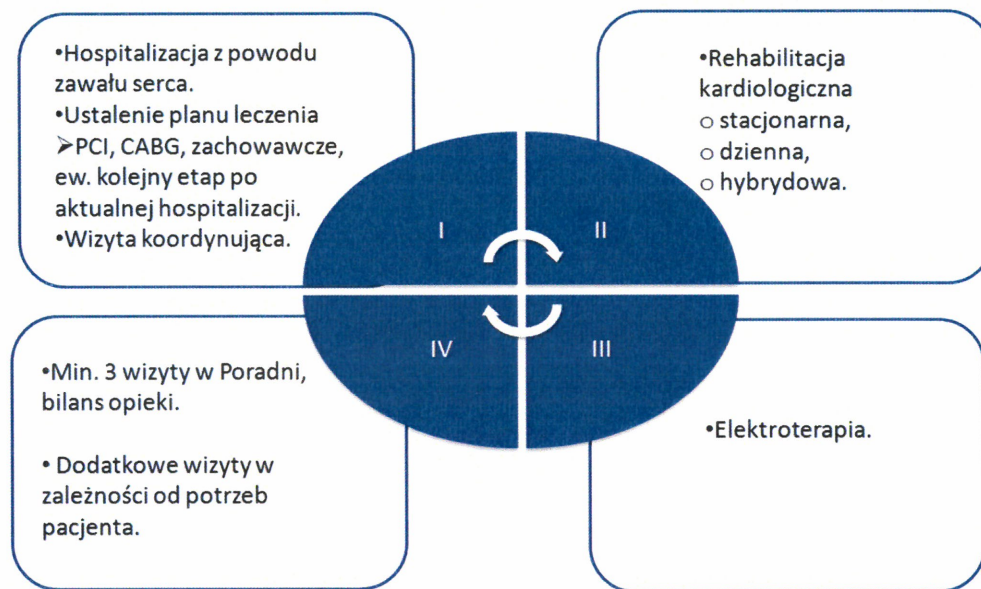 •Hospitalizacja z powodu
zawału serca.
•Ustalenie planu leczenia
➢PCI, CABG, zachowawcze,
ew. kolejny etap po
aktualnej hospitalizacji.
•Wizyta koordynująca.
•Rehabilitacja
kardiologiczna
o stacjonarna,
o dzienna,
o hybrydowa.
I
II
IV
III
•Min. 3 wizyty w Poradni,
bilans opieki.
• Dodatkowe wizyty w
zależności od potrzeb
pacjenta.
•Elektroterapia.